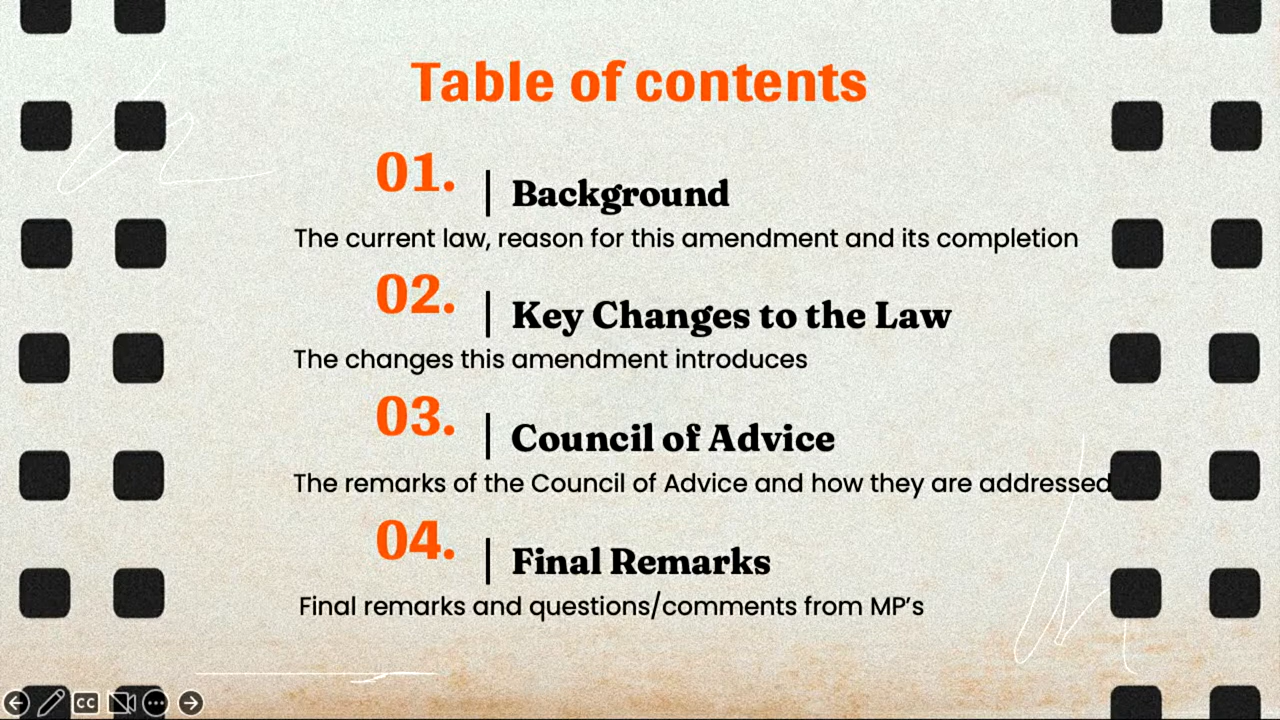 Table of contents
01. | Background
The current law, reason for this amendment and its completion
02. | Key Changes to the Law
The changes this amendment introduces
03. | Council of Advice
The remarks of the Council of Advice and how they are addressed
04. | Final Remarks
Final remarks and questions/comments from MP’s
CC